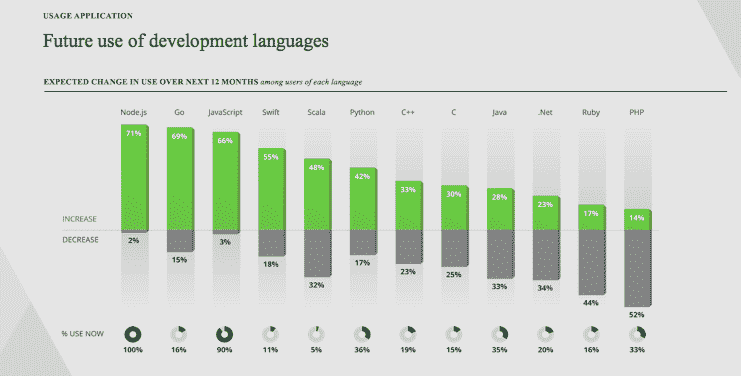 USAGE APPLICATION
Future use of development languages
EXPECTED CHANGE IN USE OVER NEXT 12 MONTHS among users of each language
Node.js Go JavaScript Swift Scala Python C++ C Java .Net Ruby PHP
71% 69% 66% 55% 48% 42% 33% 30% 28% 23% 17% 14%
INCREASE
DECREASE
2% 15% 3% 18% 32% 17% 23% 25% 33% 34% 44% 52%
% USE NOW
100% 16% 90% 11% 5% 36% 19% 15% 35% 20% 16% 33%